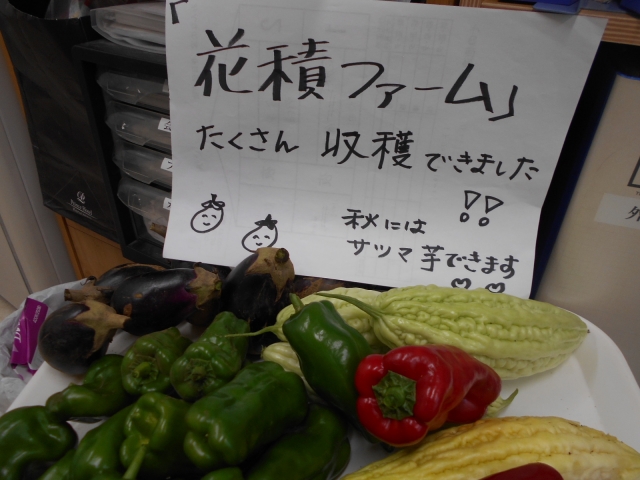 「花積ファーム」
たくさん 収穫できました
!!
秋には
サツマ芋できます